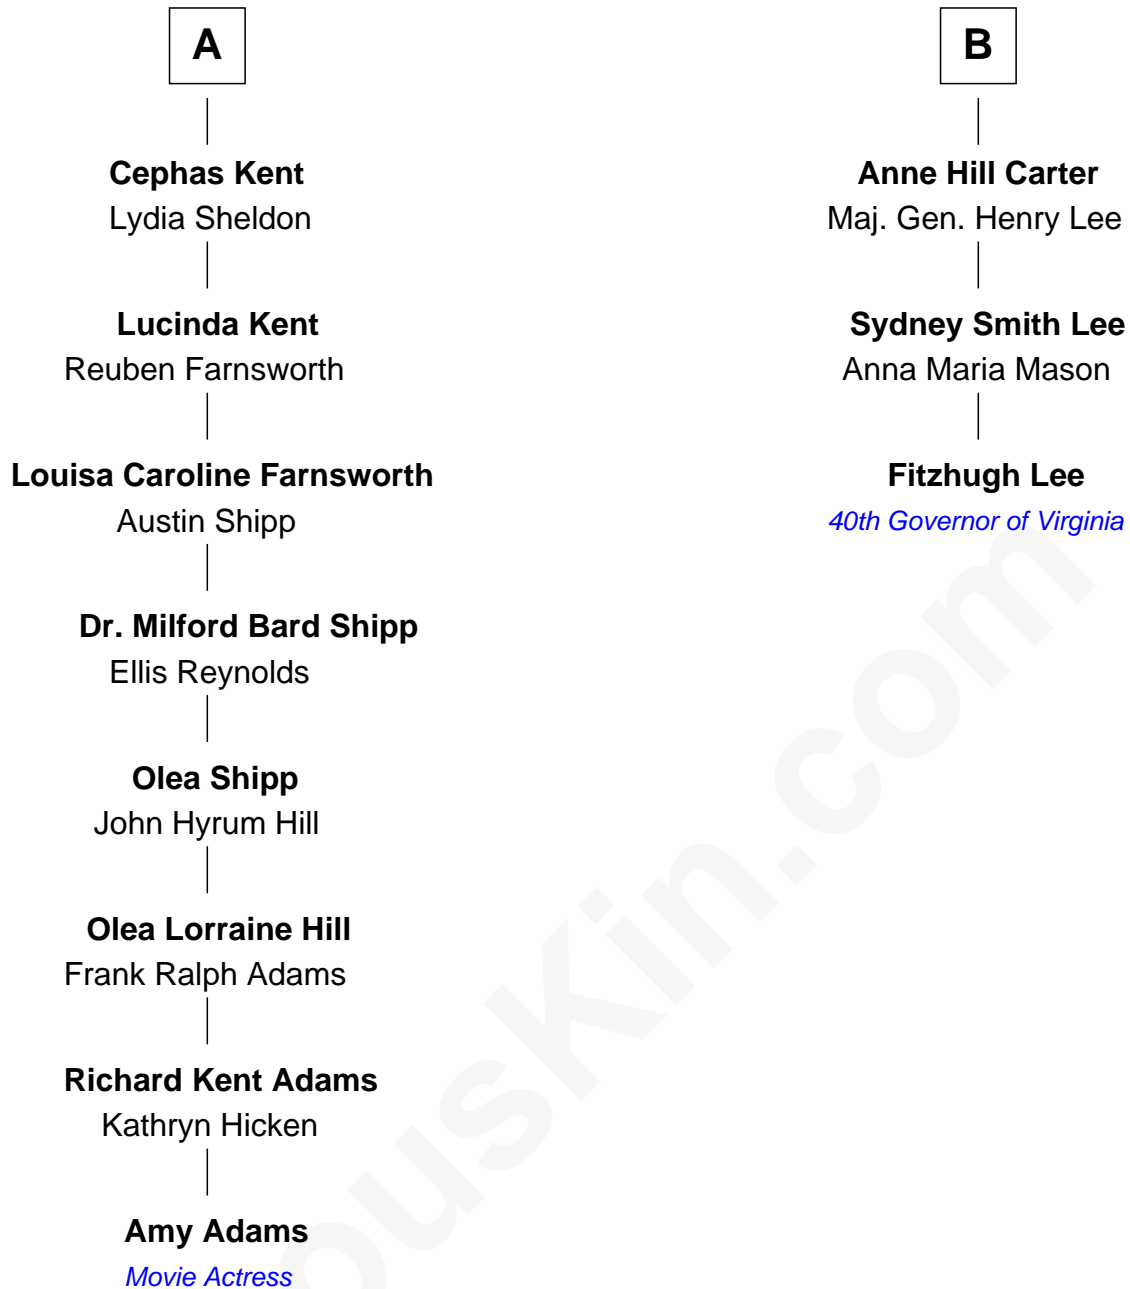 A
Cephas Kent
Lydia Sheldon
Lucinda Kent
Reuben Farnsworth
Louisa Caroline Farnsworth
Austin Shipp
Dr. Milford Bard Shipp
Ellis Reynolds
Olea Shipp
John Hyrum Hill
Olea Lorraine Hill
Frank Ralph Adams
Richard Kent Adams
Kathryn Hicken
Amy Adams
Movie Actress
B
Anne Hill Carter
Maj. Gen. Henry Lee
Sydney Smith Lee
Anna Maria Mason
Fitzhugh Lee
40th Governor of Virginia
ousKin.com